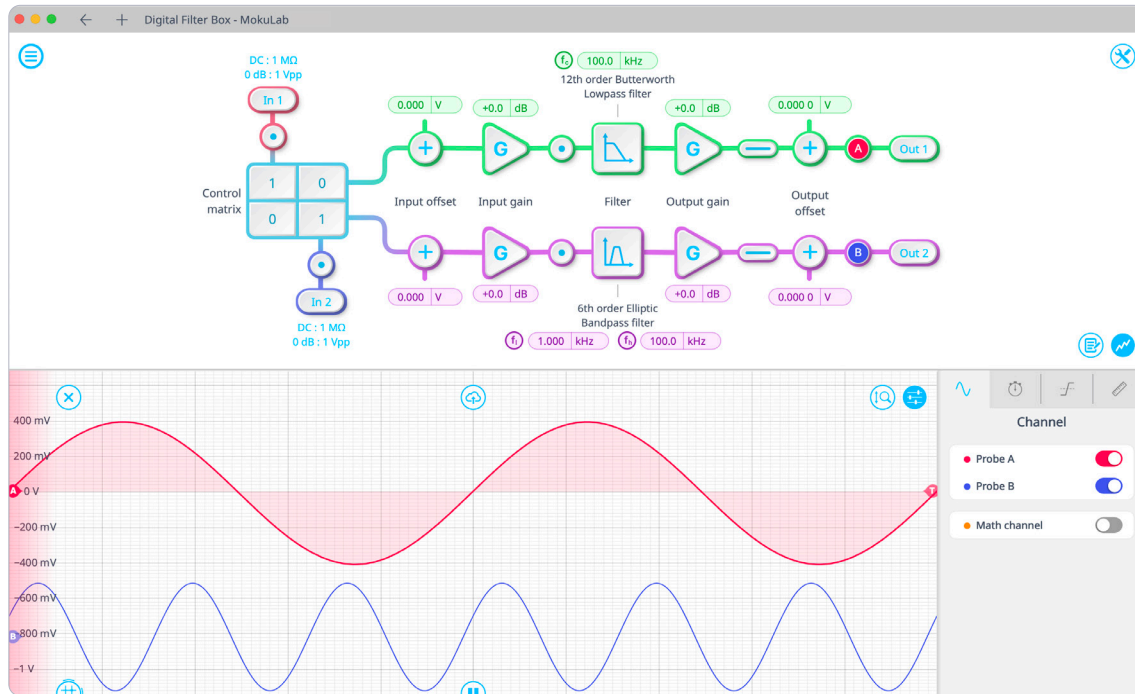 Digital Filter Box - MokuLab
DC : 1 MΩ
0 dB : 1 Vpp
In 1
fc 100.0 kHz
12th order Butterworth
Lowpass filter
0.000 V
+0.0 dB
+0.0 dB
0.000 0 V
G
G
A
Out 1
Control
matrix
1 0
0 1
Input offset
Input gain
Filter
Output gain
Output
offset
G
G
B
Out 2
In 2
0.000 V
+0.0 dB
+0.0 dB
0.000 0 V
DC : 1 MΩ
0 dB : 1 Vpp
6th order Elliptic
Bandpass filter
fl 1.000 kHz fh 100.0 kHz
400 mV
200 mV
A 0 V T
−200 mV
−400 mV
−600 mV
B −800 mV
−1 V
Channel
Probe A
Probe B
Math channel